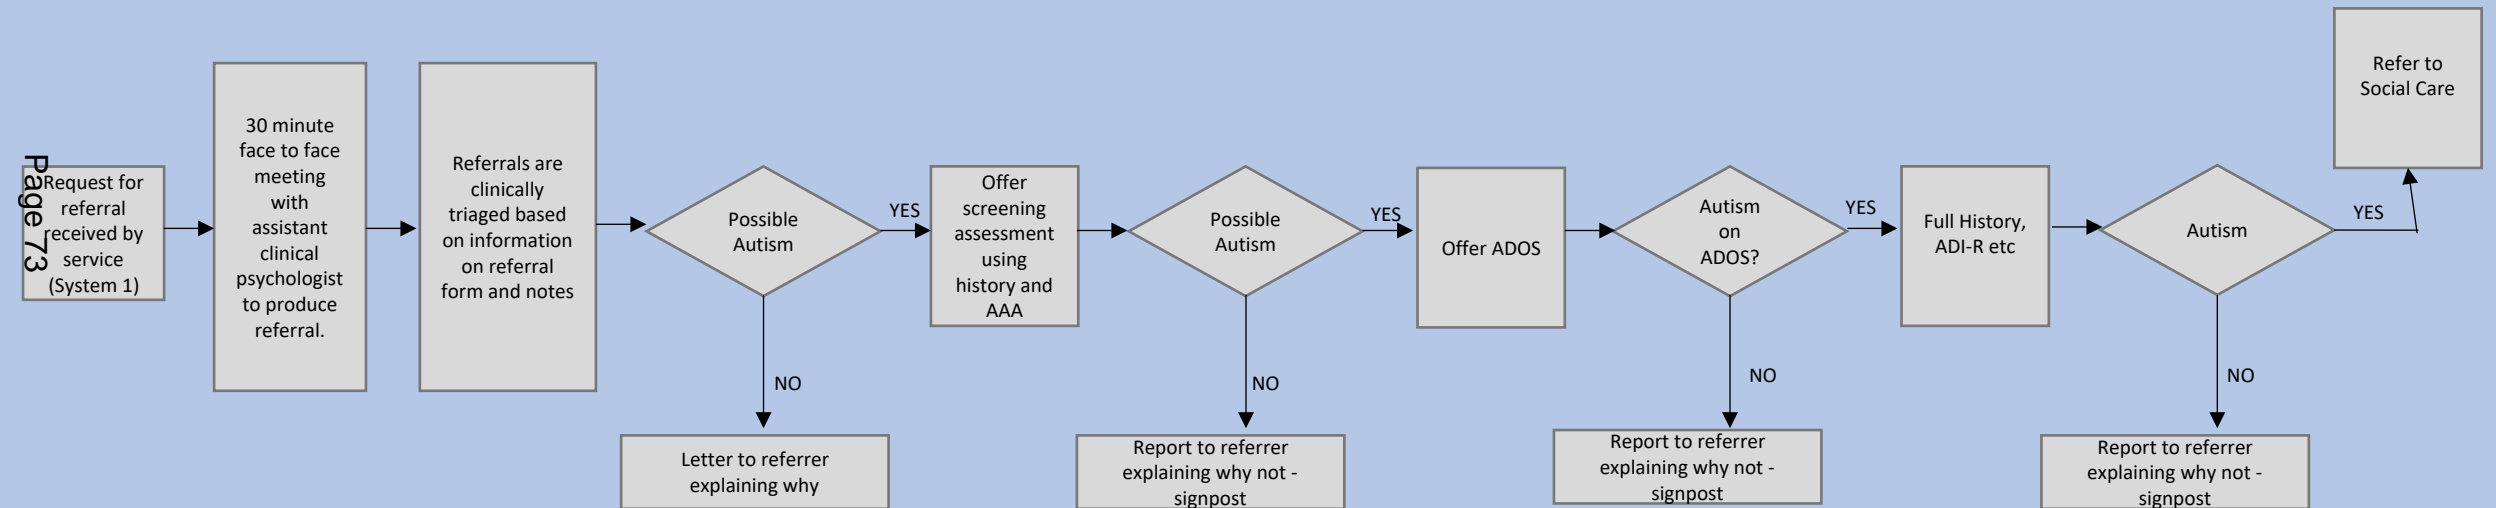 Page 73
Request for
referral
received by
service
(System 1)
30 minute
face to face
meeting
with
assistant
clinical
psychologist
to produce
referral.
Referrals are
clinically
triaged based
on information
on referral
form and notes
Possible
Autism
YES
NO
Letter to referrer
explaining why
Offer
screening
assessment
using
history and
AAA
Possible
Autism
YES
NO
Report to referrer
explaining why not -
signpost
Offer ADOS
Autism
on
ADOS?
YES
NO
Report to referrer
explaining why not -
signpost
Full History,
ADI-R etc
Autism
YES
NO
Report to referrer
explaining why not -
signpost
Refer to
Social Care